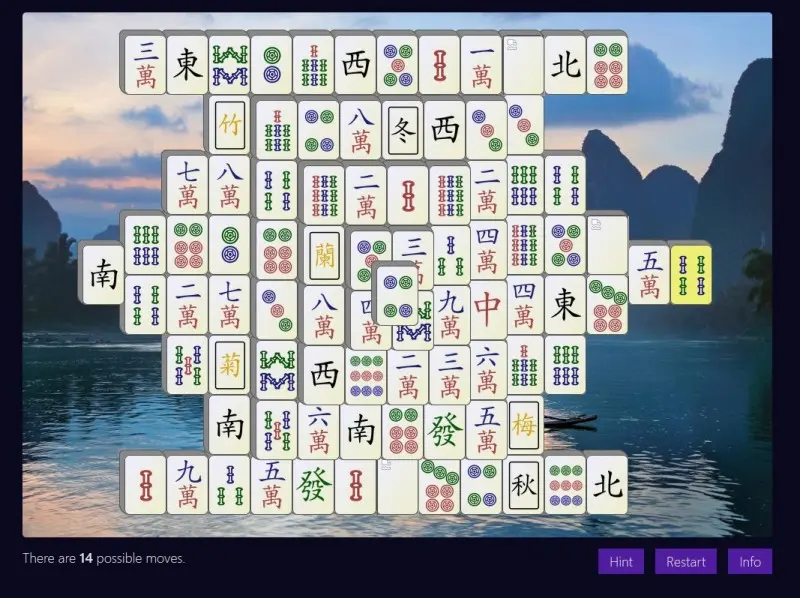 三萬 東 西 一萬 北
竹 八萬 冬 西
七萬 八萬 二萬 二萬
蘭 三 四萬
南 五萬
二萬 七萬 八萬 四萬 九萬 中 四萬 東
菊 西 二萬 三萬 六萬
南 六萬 南 發 五萬 梅
九萬 五萬 發 秋 北
There are 14 possible moves.
Hint Restart Info